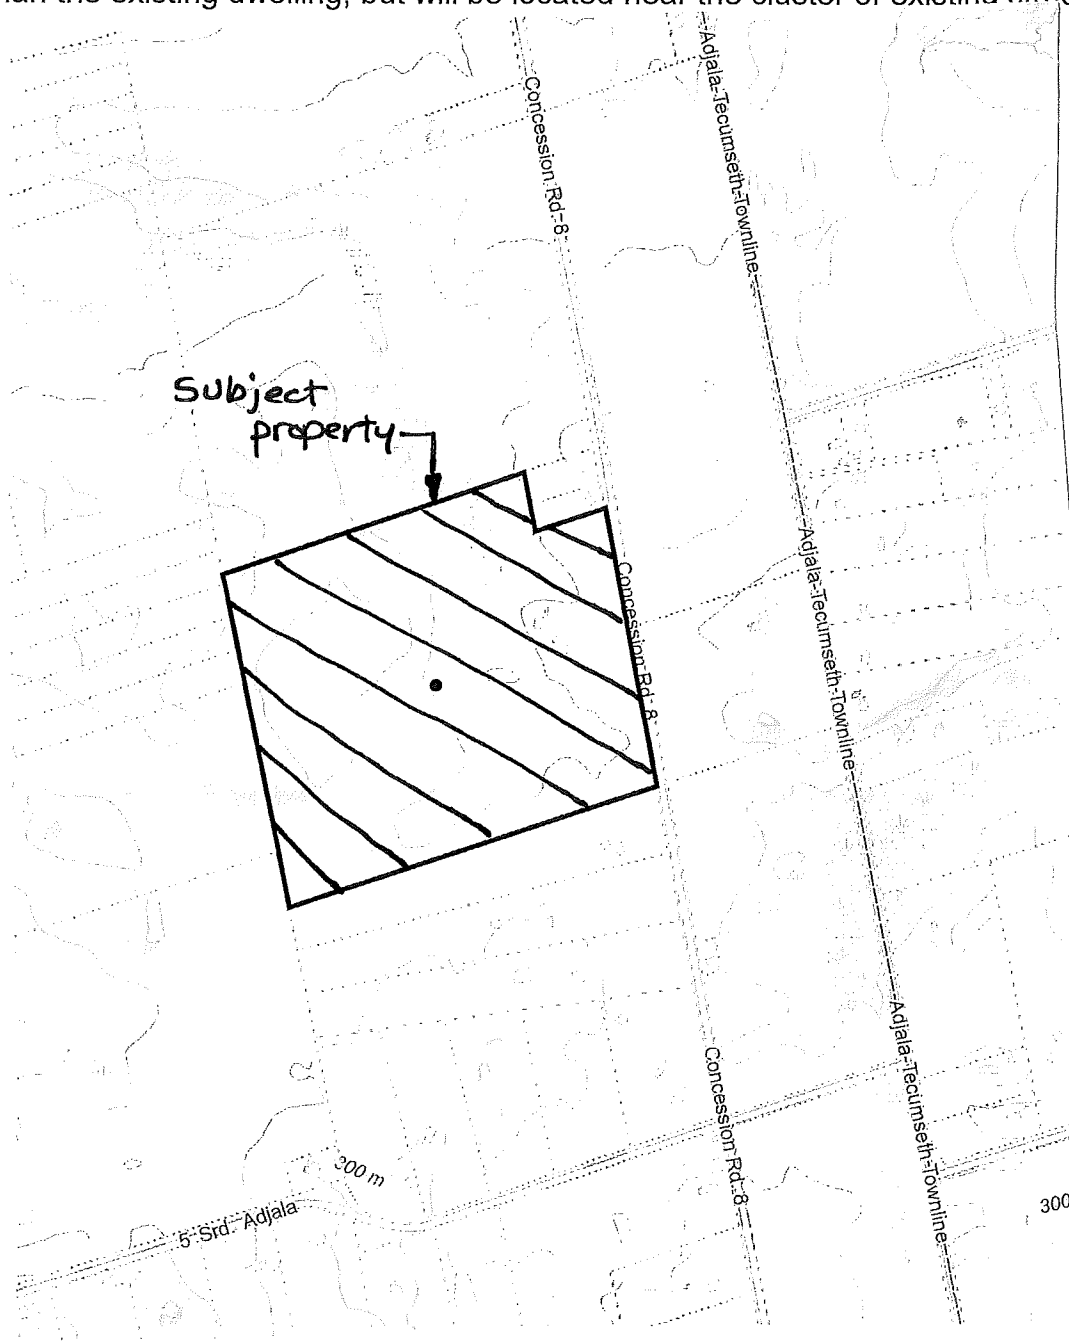 the existing dwelling, but will be located near the cluster of existing
Concession Rd. 8
Adjala-Tecumseth-Townline
Subject
property
Adjala-Tecumseth-Townline
Concession Rd. 8
Adjala-Tecumseth-Townline
Concession Rd. 8
300 m
5 Srd. Adjala
300